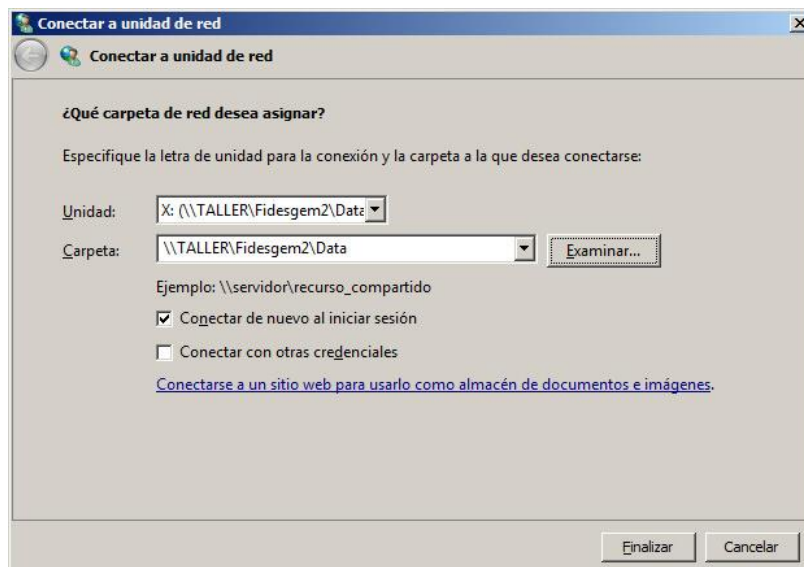 Conectar a unidad de red
Conectar a unidad de red
¿Qué carpeta de red desea asignar?
Especifique la letra de unidad para la conexión y la carpeta a la que desea conectarse:
Unidad: X: (\\TALLER\Fidesgem2\Data
Carpeta: \\TALLER\Fidesgem2\Data Examinar...
Ejemplo: \\servidor\recurso_compartido
Conectar de nuevo al iniciar sesión
Conectar con otras credenciales
Conectarse a un sitio web para usarlo como almacén de documentos e imágenes.
Finalizar Cancelar